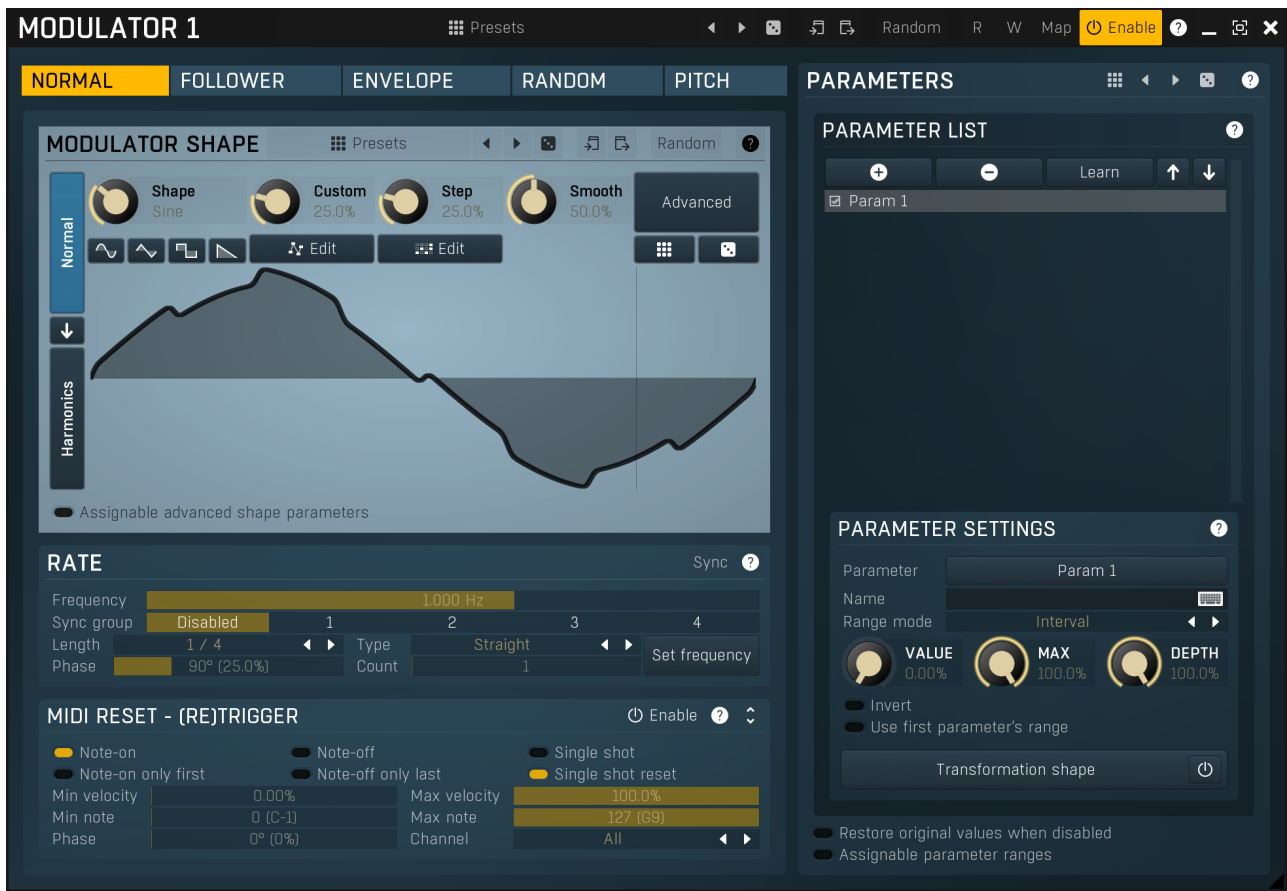 MODULATOR 1 Presets Random R W Map Enable ?
NORMAL FOLLOWER ENVELOPE RANDOM PITCH
MODULATOR SHAPE Presets Random ?
Shape
Sine
Custom
25.0%
Step
25.0%
Smooth
50.0%
Advanced
Edit Edit
Normal
Harmonics
Assignable advanced shape parameters
RATE Sync ?
Frequency 1.000 Hz
Sync group Disabled 1 2 3 4
Length 1 / 4 Type Straight
Phase 90° (25.0%) Count 1
Set frequency
MIDI RESET - (RE)TRIGGER Enable ?
Note-on Note-off Single shot
Note-on only first Note-off only last Single shot reset
Min velocity 0.00% Max velocity 100.0%
Min note 0 (C-1) Max note 127 (G9)
Phase 0° (0%) Channel All
PARAMETERS ?
PARAMETER LIST ?
Learn
Param 1
PARAMETER SETTINGS ?
Parameter Param 1
Name
Range mode Interval
VALUE
0.00%
MAX
100.0%
DEPTH
100.0%
Invert
Use first parameter's range
Transformation shape
Restore original values when disabled
Assignable parameter ranges